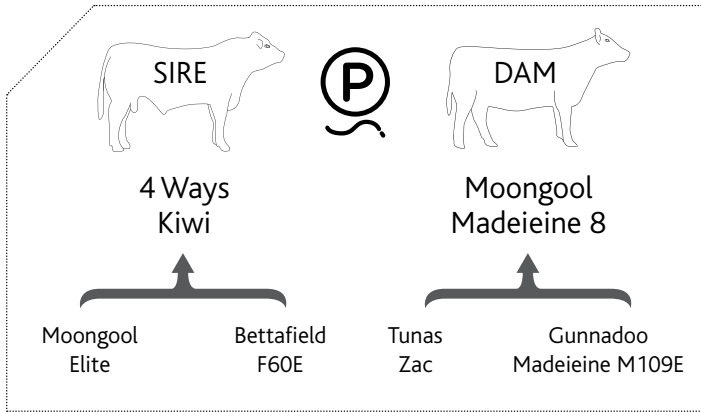 SIRE
P
DAM
4 Ways
Kiwi
Moongool
Madeieine 8
Moongool
Elite
Bettafield
F60E
Tunas
Zac
Gunnadoo
Madeieine M109E